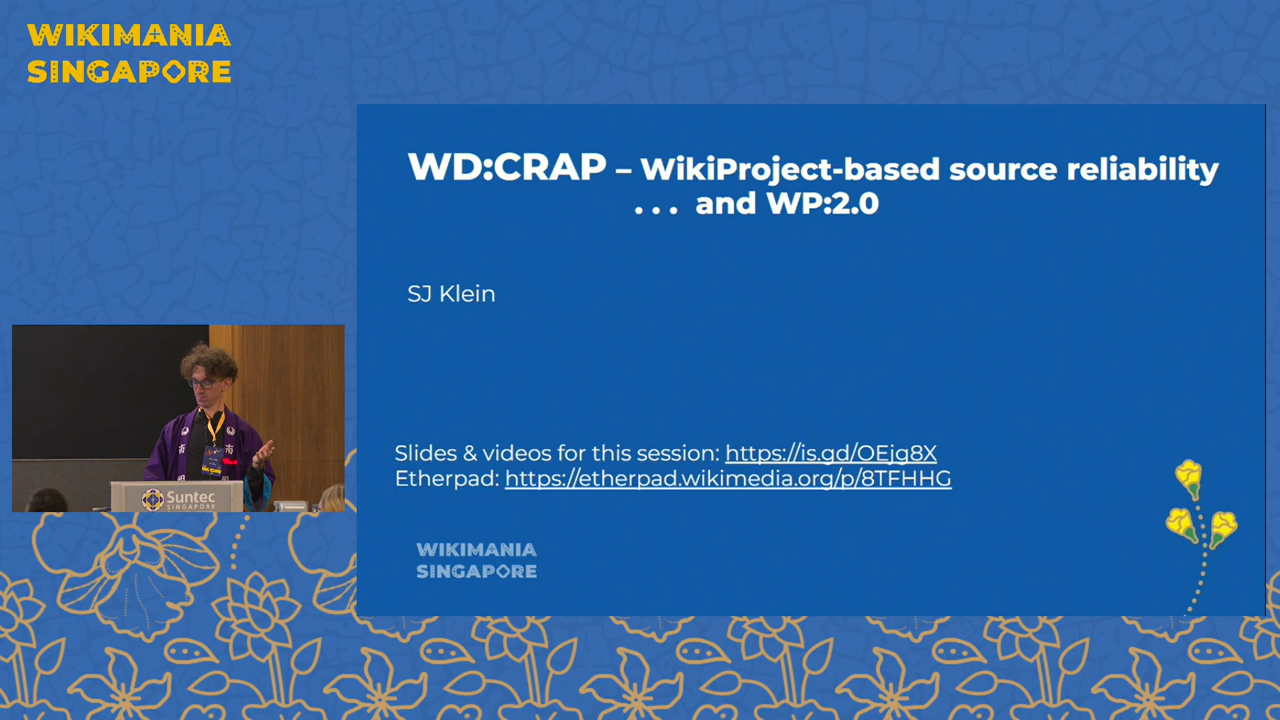 WIKIMANIA
SINGAPORE
WD:CRAP – WikiProject-based source reliability
. . . and WP:2.0
SJ Klein
Slides & videos for this session: https://is.gd/OEjg8X
Etherpad: https://etherpad.wikimedia.org/p/8TFHHG
WIKIMANIA
SINGAPORE
Suntec
SINGAPORE